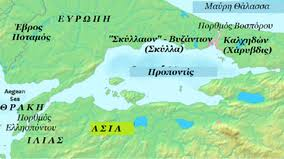 Μαύρη Θάλασσα
ΕΥΡΩΠΗ
Πορθμός Βοσπόρου
Έβρος
Ποταμός
"Σκύλλαιον" - Βυζάντιον
(Σκύλλα)
Καλχηδών
(Χάρυβδις)
Προποντίς
Aegean
Sea
ΘΡΑΚΗ
Πορθμός
Ελλησπόντου
ΙΛΙΑΣ
ΑΣΙΑ